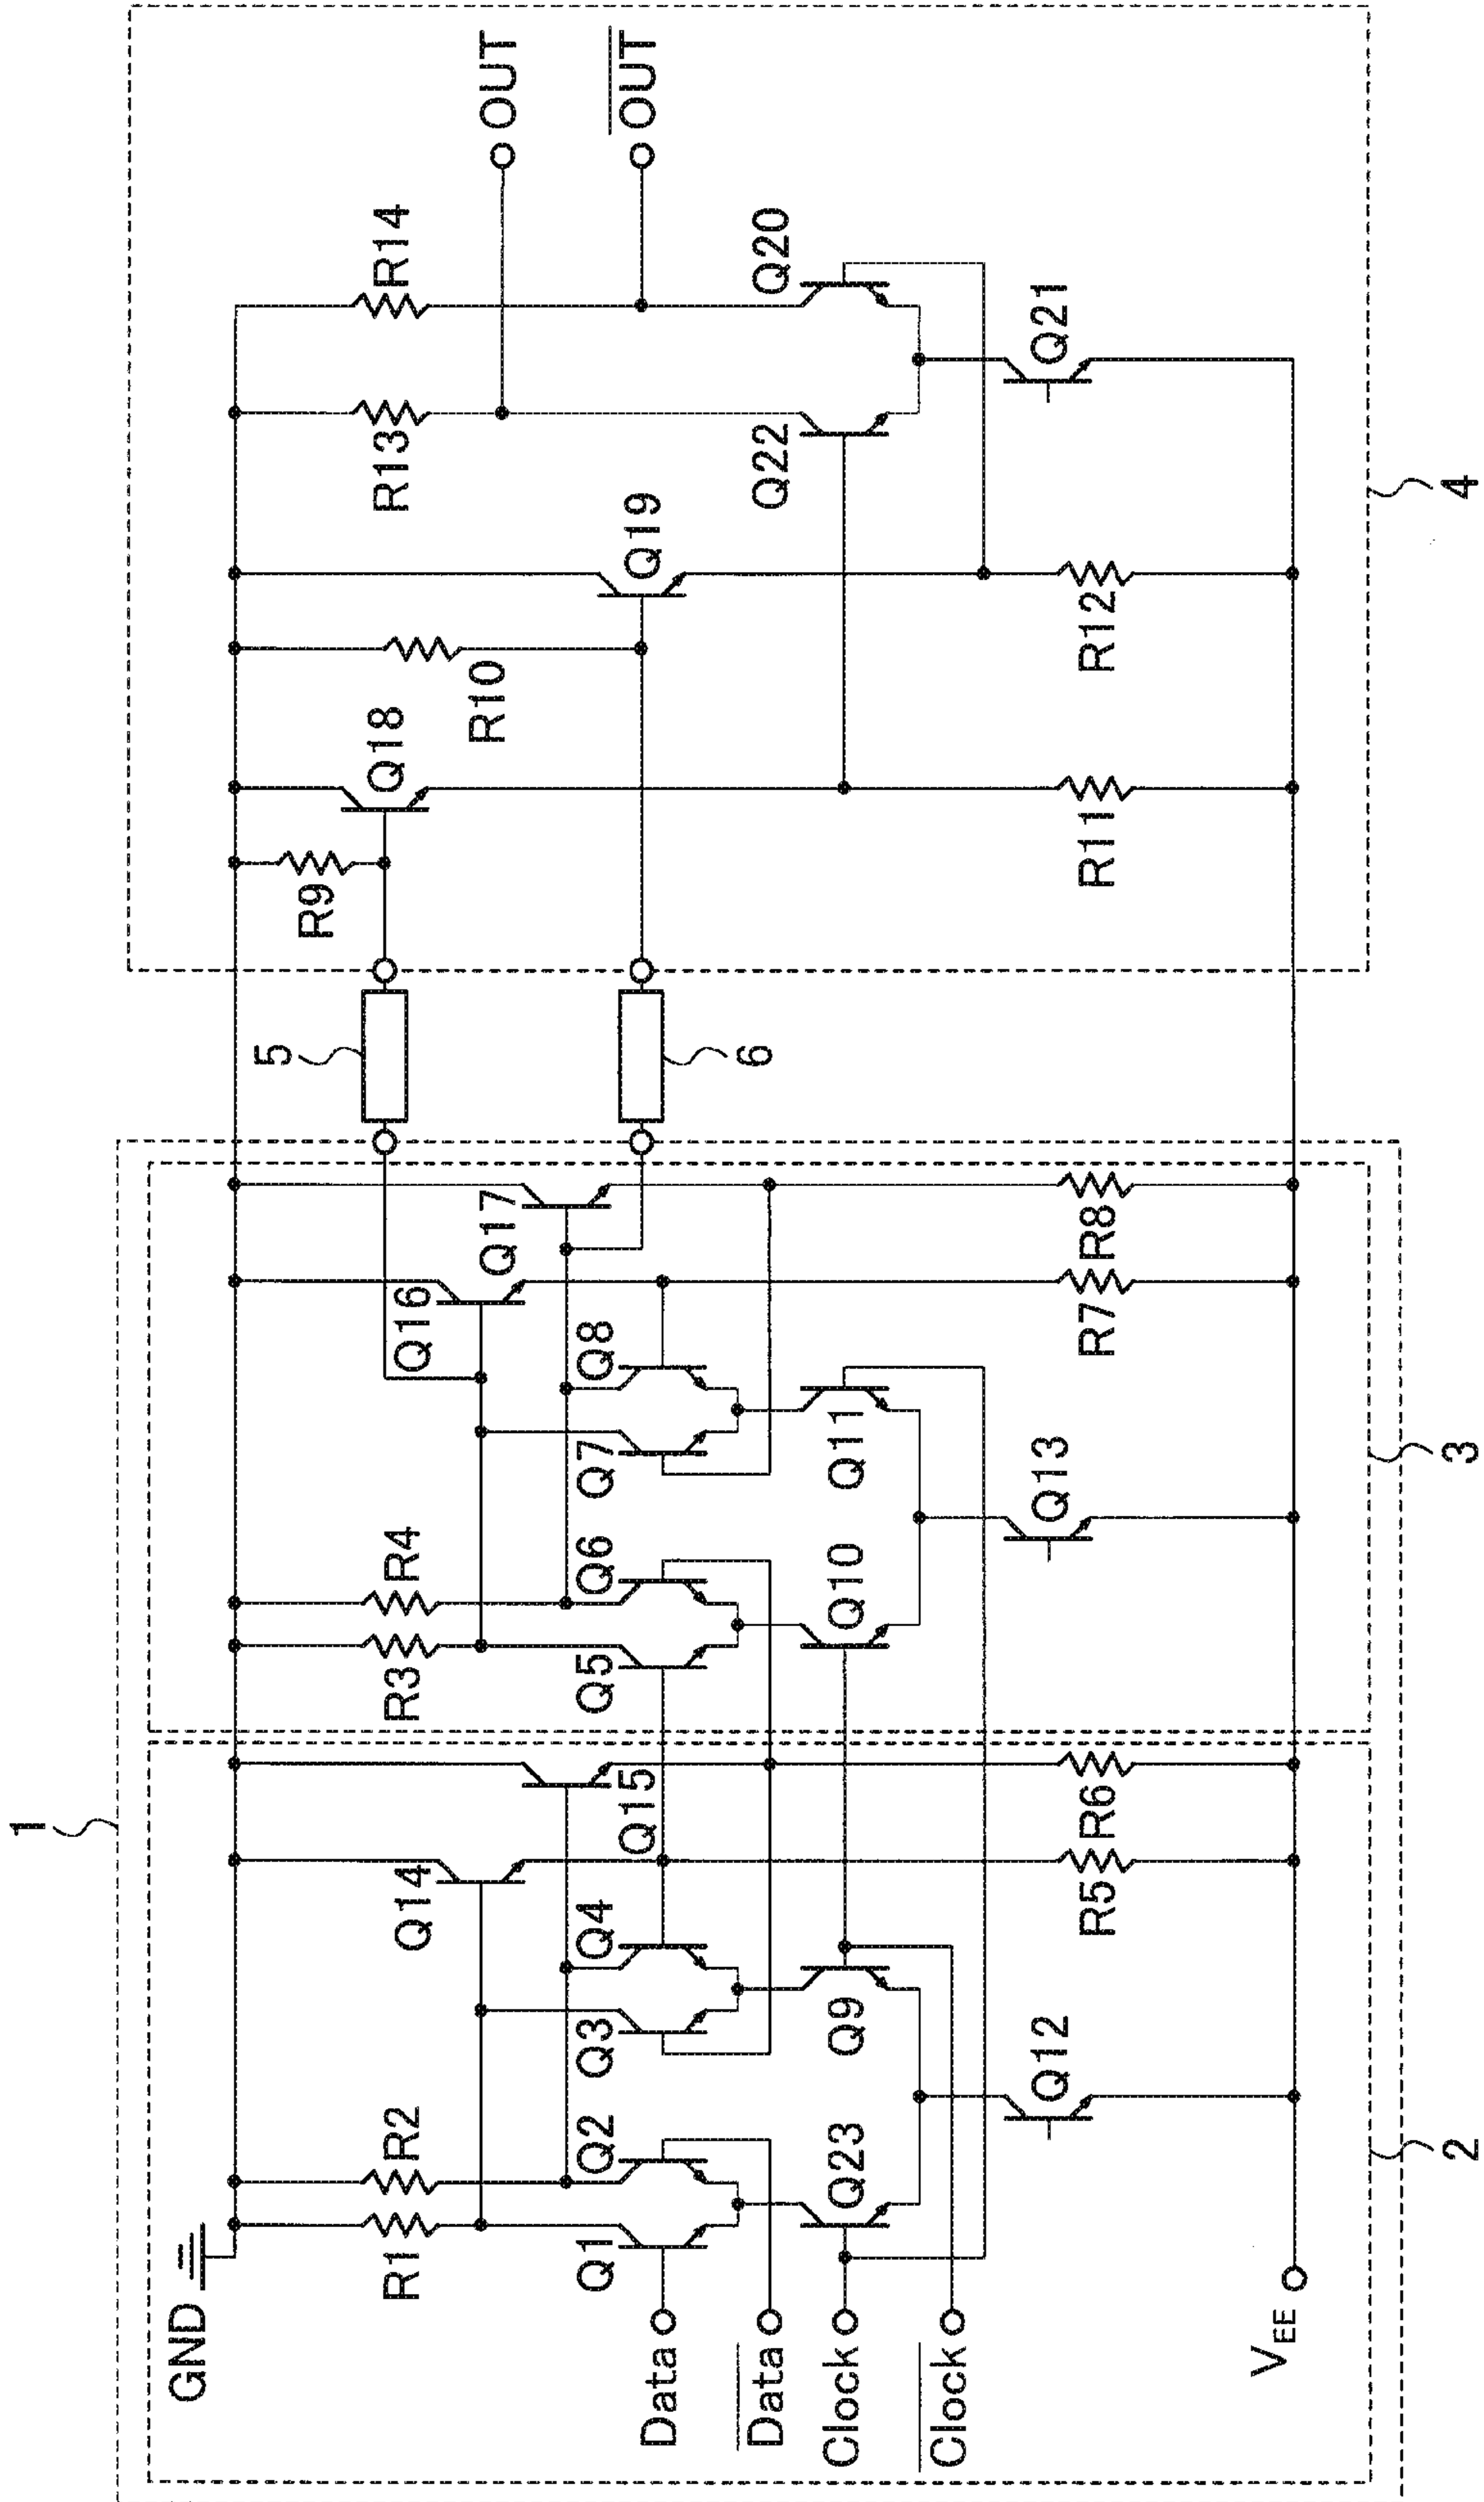 1
GND
R1
R2
R3
R4
Q14
Q15
Q16
Q17
Q1
Q2
Q3
Q4
Q5
Q6
Q7
Q8
Data
Data
Clock
Clock
Q23
Q9
Q10
Q11
Q12
Q13
R5
R6
R7
R8
VEE
2
3
5
6
R9
Q18
R10
Q19
R13
R14
OUT
OUT
Q22
Q20
Q21
R11
R12
4